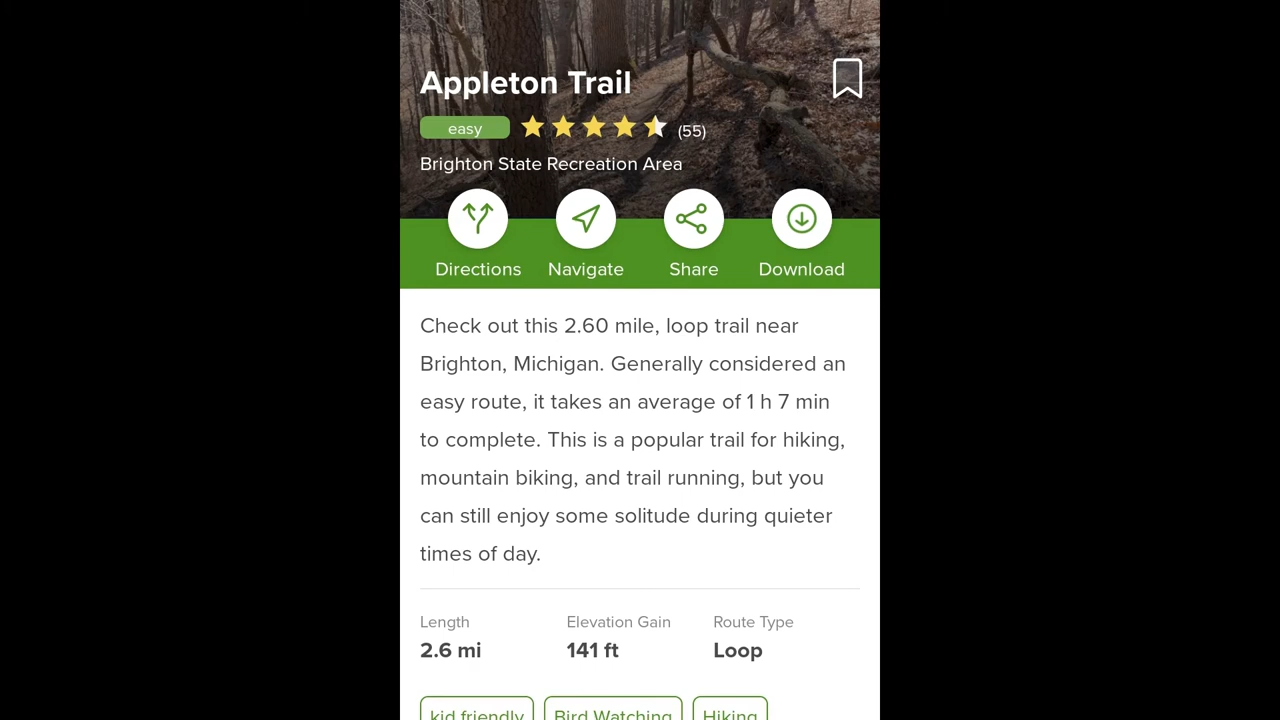 Appleton Trail
easy (55)
Brighton State Recreation Area
Directions Navigate Share Download
Check out this 2.60 mile, loop trail near
Brighton, Michigan. Generally considered an
easy route, it takes an average of 1 h 7 min
to complete. This is a popular trail for hiking,
mountain biking, and trail running, but you
can still enjoy some solitude during quieter
times of day.
Length Elevation Gain Route Type
2.6 mi 141 ft Loop
kid friendly Bird Watching Hiking